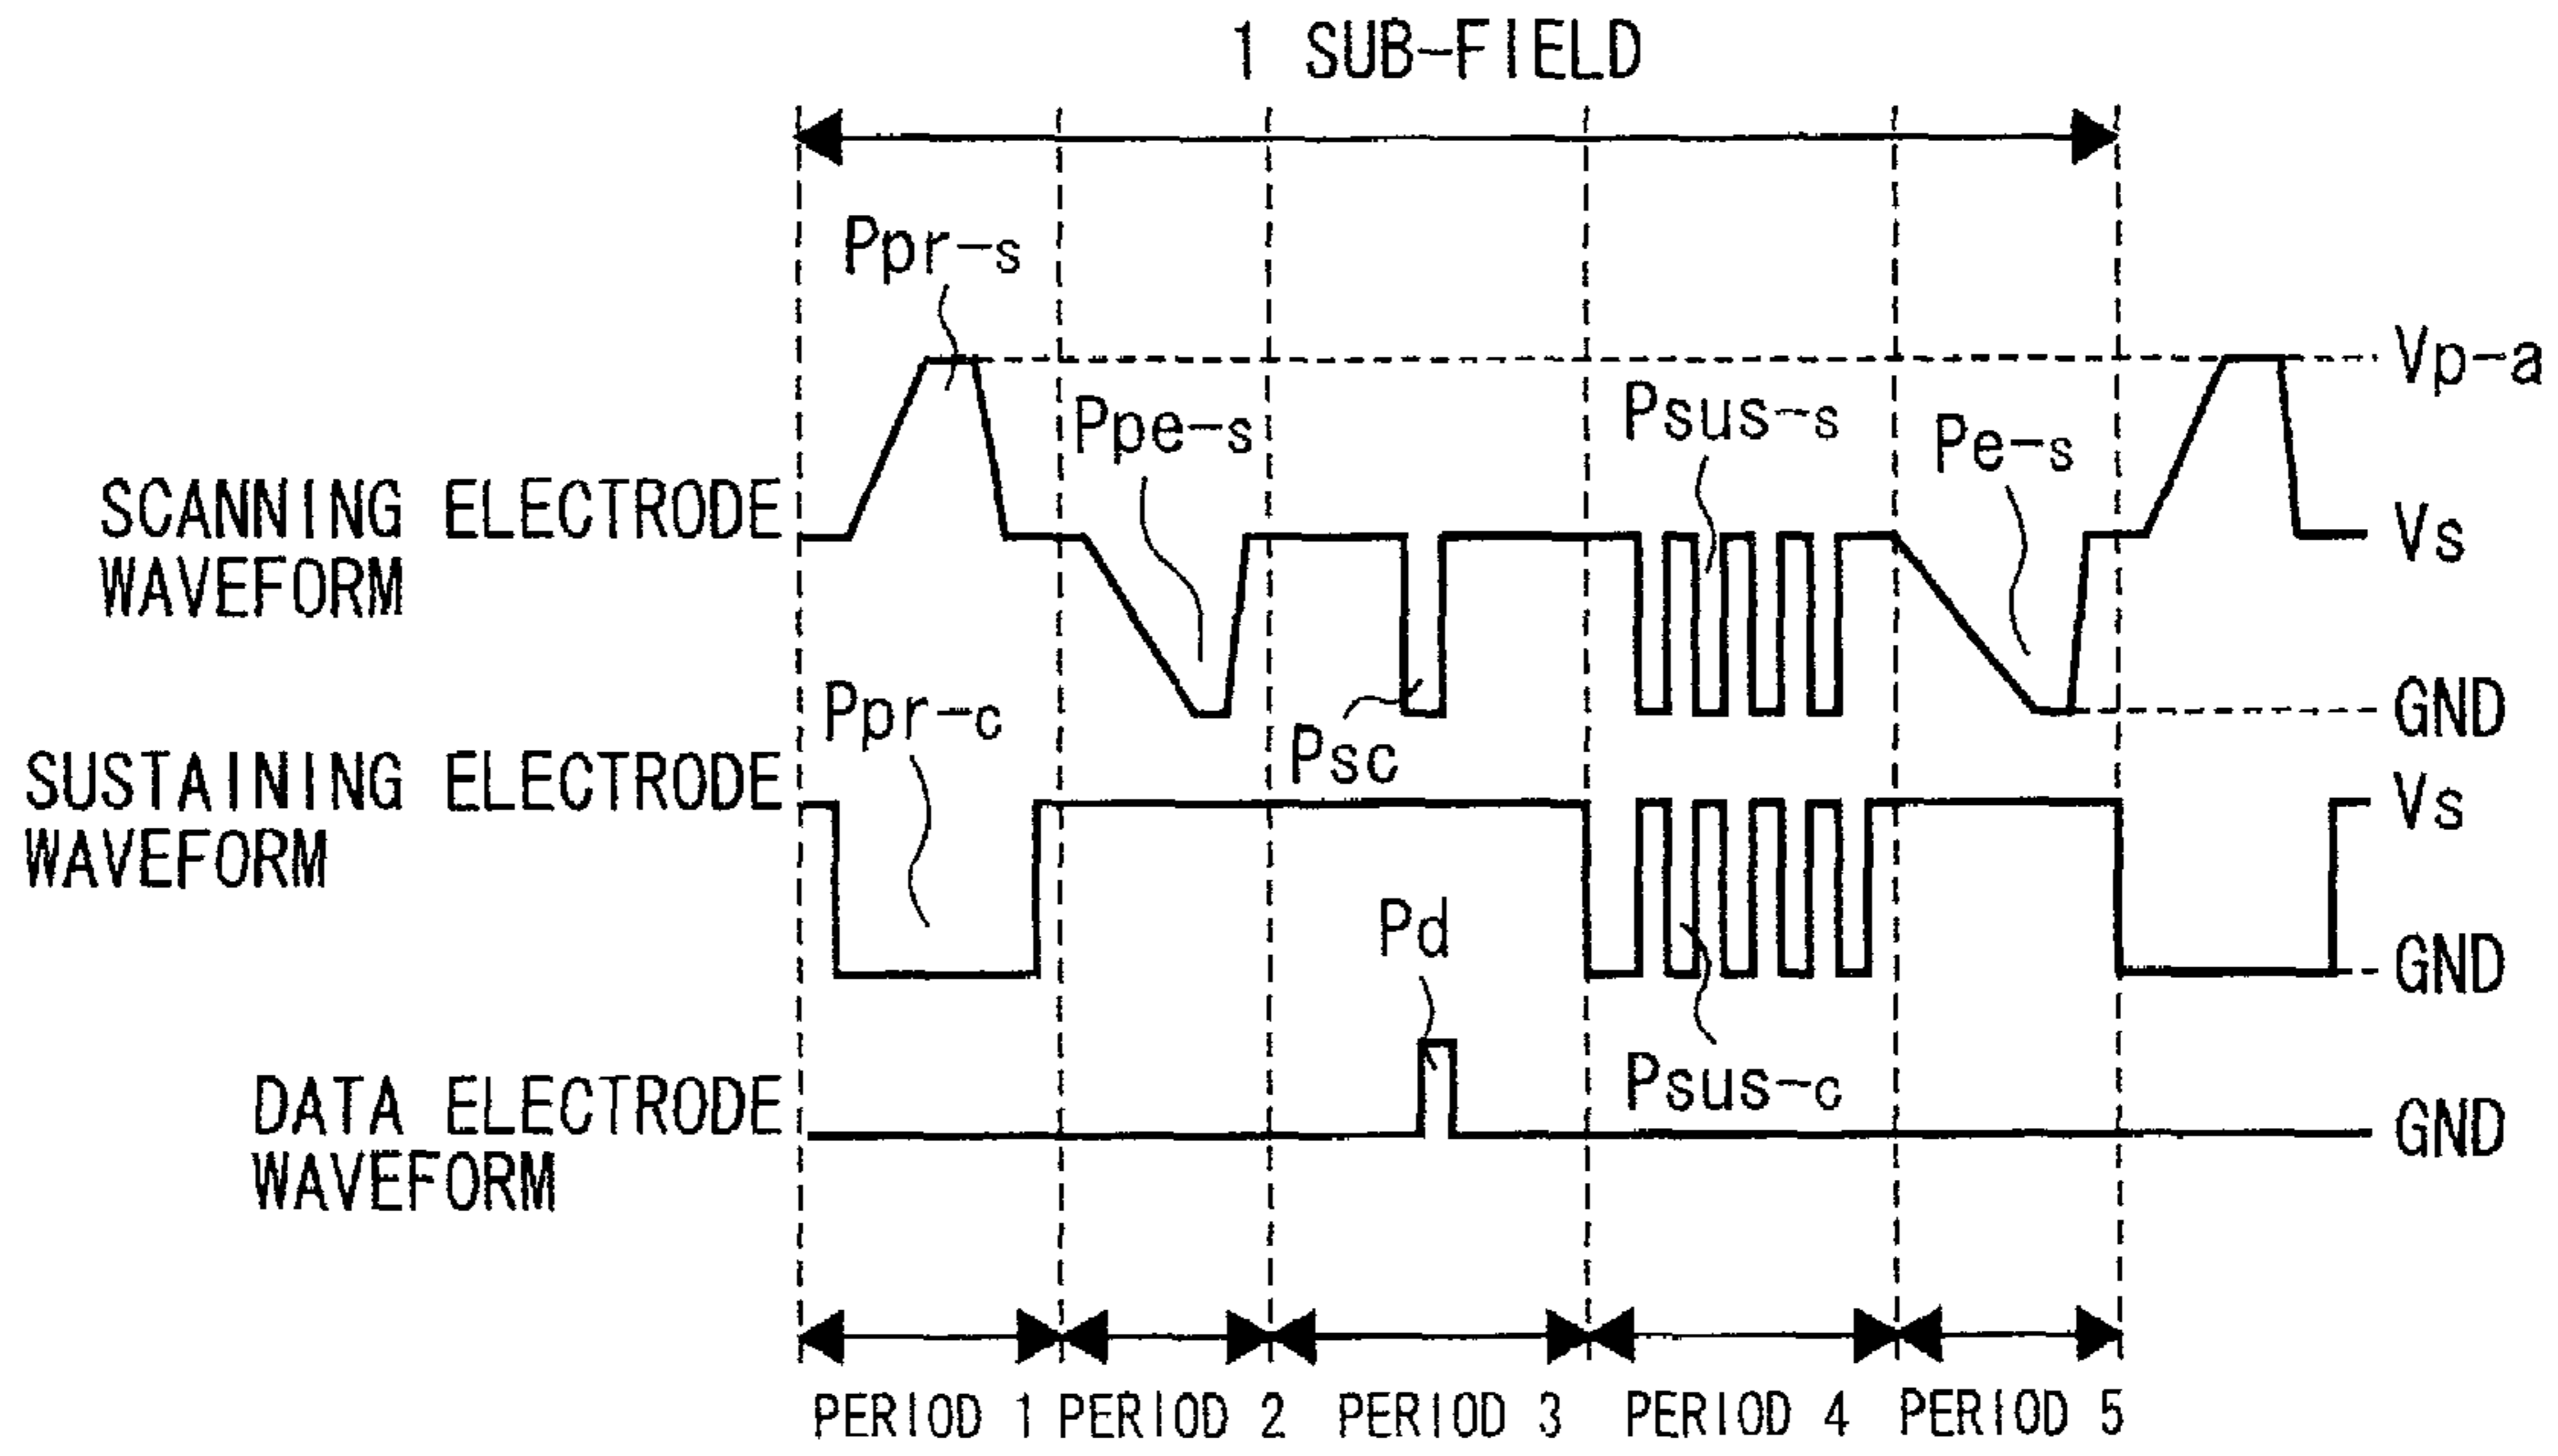 1 SUB-FIELD
Ppr-s
Vp-a
Ppe-s
Psus-s
Pe-s
SCANNING ELECTRODE
WAVEFORM
Vs
Ppr-c
Psc
GND
SUSTAINING ELECTRODE
WAVEFORM
Vs
Pd
GND
Psus-c
DATA ELECTRODE
WAVEFORM
GND
PERIOD 1 PERIOD 2 PERIOD 3 PERIOD 4 PERIOD 5